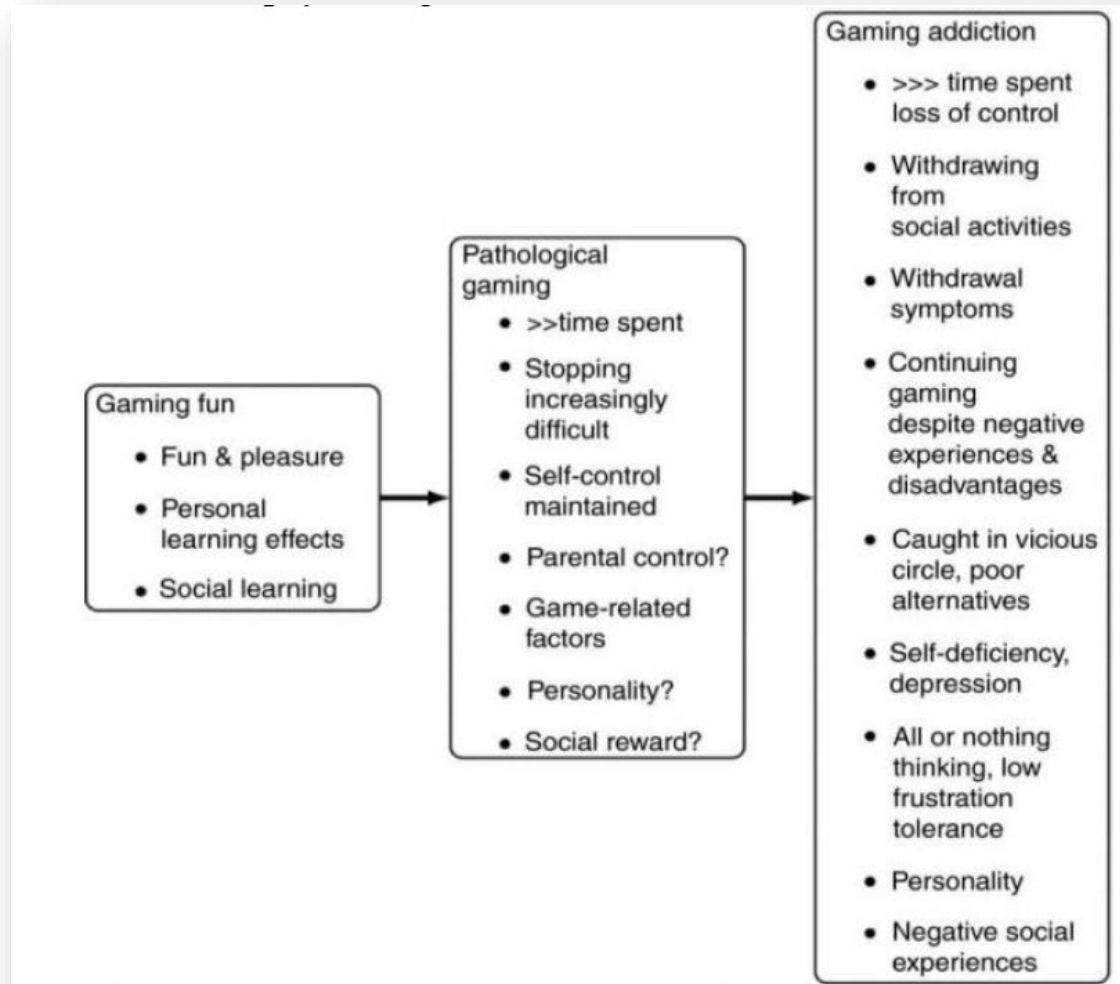 Gaming fun
• Fun & pleasure
• Personal
learning effects
• Social learning
Pathological
gaming
• >>time spent
• Stopping
increasingly
difficult
• Self-control
maintained
• Parental control?
• Game-related
factors
• Personality?
• Social reward?
Gaming addiction
• >>> time spent
loss of control
• Withdrawing
from
social activities
• Withdrawal
symptoms
• Continuing
gaming
despite negative
experiences &
disadvantages
• Caught in vicious
circle, poor
alternatives
• Self-deficiency,
depression
• All or nothing
thinking, low
frustration
tolerance
• Personality
• Negative social
experiences